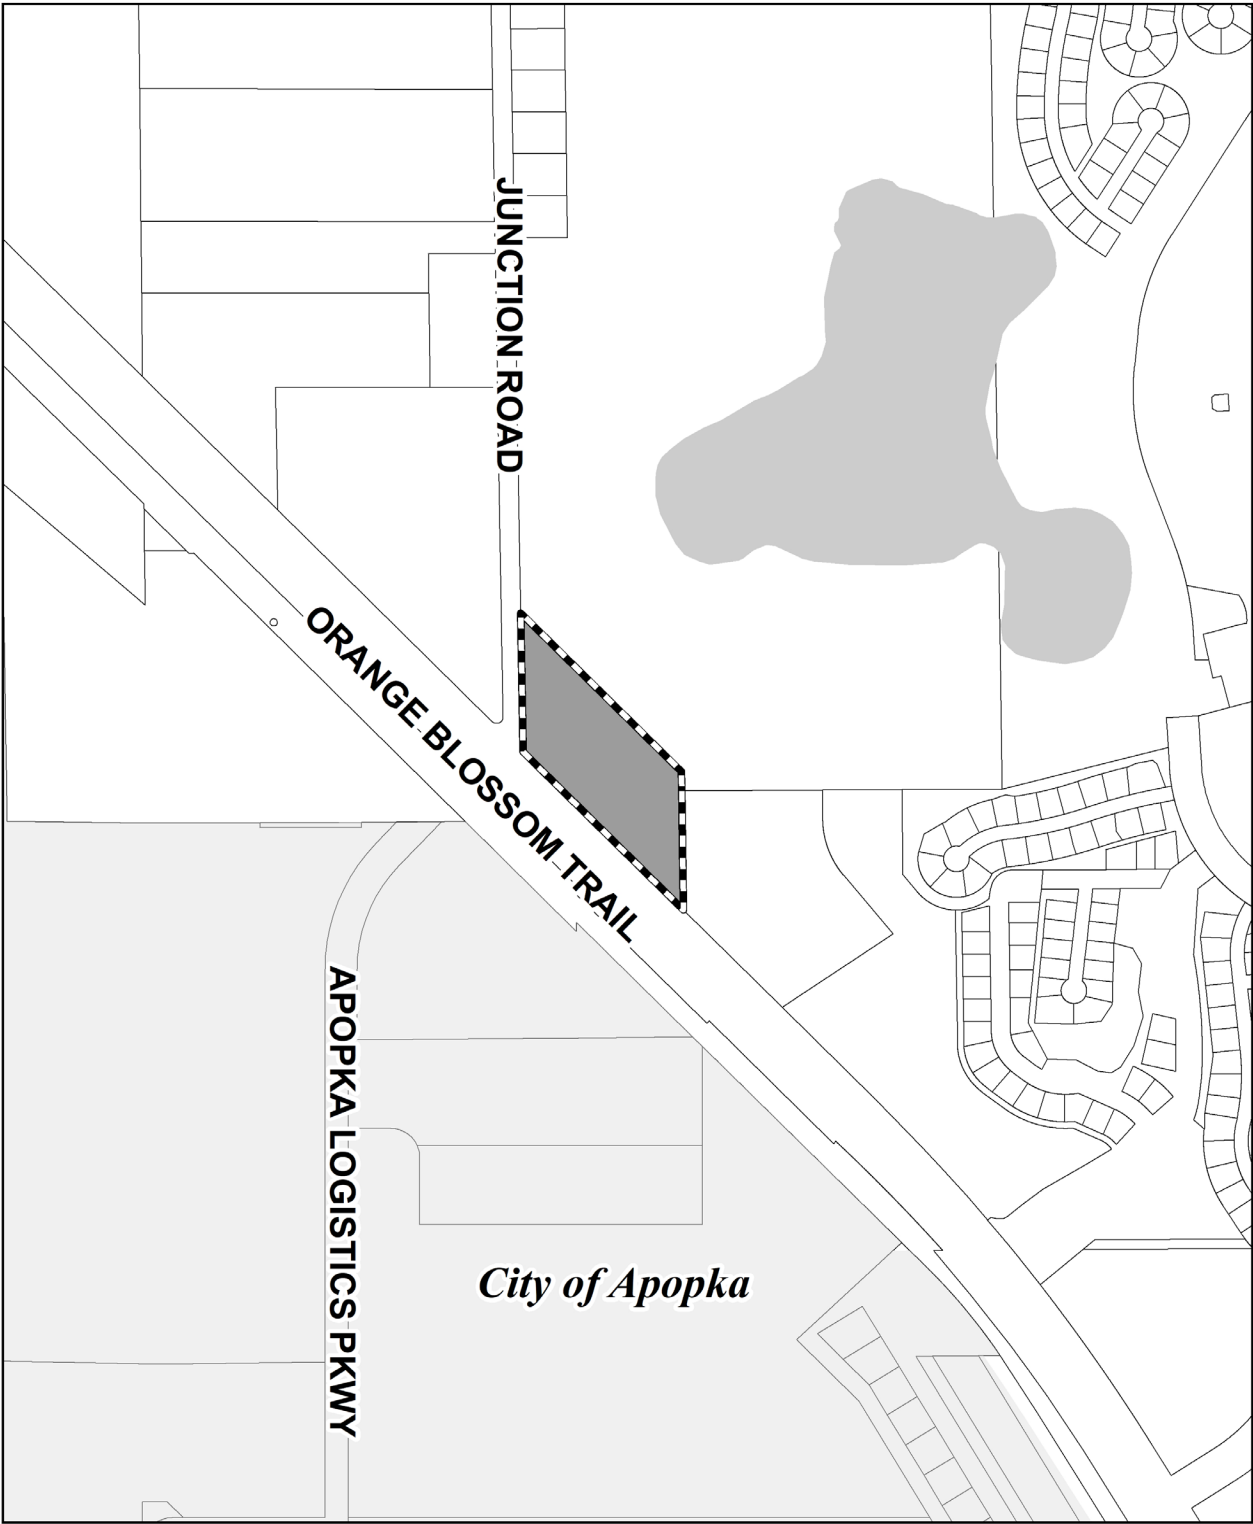 JUNCTION ROAD
ORANGE BLOSSOM TRAIL
APOPKA LOGISTICS PKWY
City of Apopka